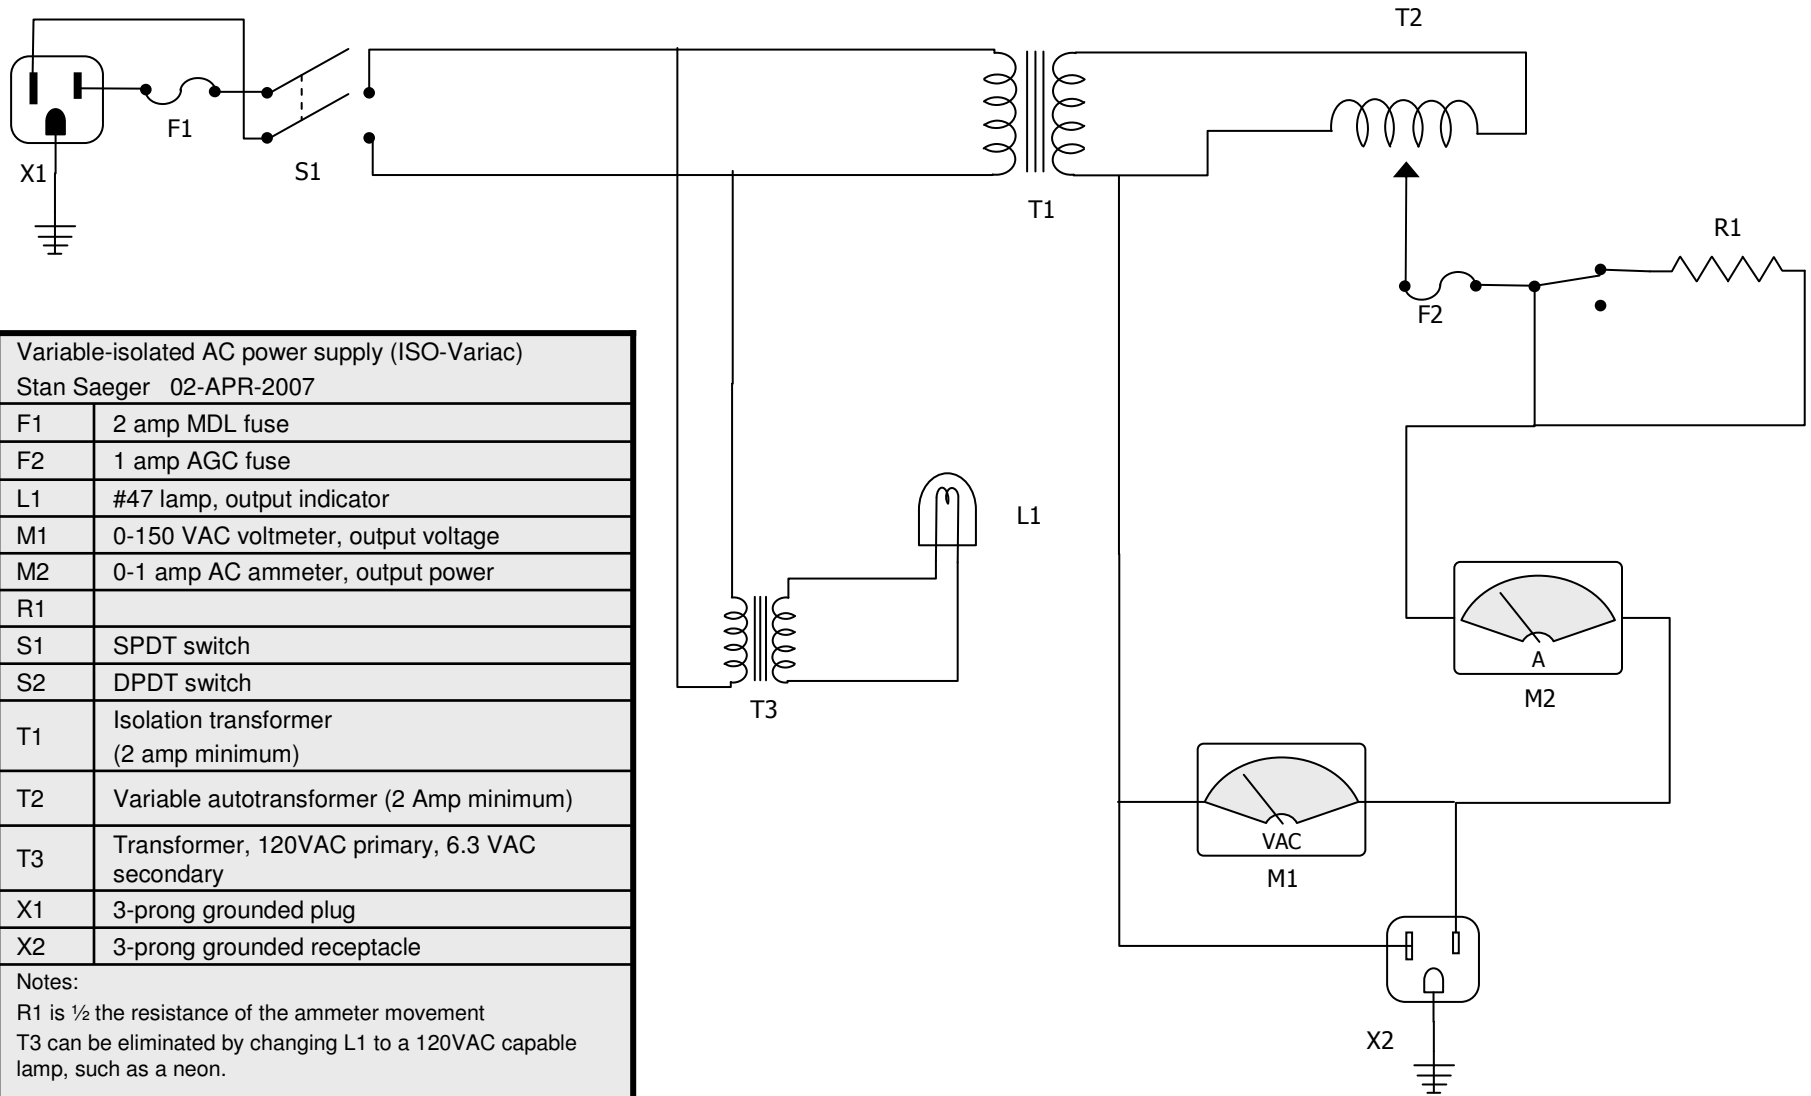 T2
F1
X1
S1
T1
R1
F2
Variable-isolated AC power supply (ISO-Variac)
Stan Saeger 02-APR-2007
F1 2 amp MDL fuse
F2 1 amp AGC fuse
L1 #47 lamp, output indicator
M1 0-150 VAC voltmeter, output voltage
M2 0-1 amp AC ammeter, output power
R1
S1 SPDT switch
S2 DPDT switch
T1 Isolation transformer
(2 amp minimum)
T2 Variable autotransformer (2 Amp minimum)
T3 Transformer, 120VAC primary, 6.3 VAC
secondary
X1 3-prong grounded plug
X2 3-prong grounded receptacle
Notes:
R1 is ½ the resistance of the ammeter movement
T3 can be eliminated by changing L1 to a 120VAC capable
lamp, such as a neon.
L1
T3
A
M2
VAC
M1
X2